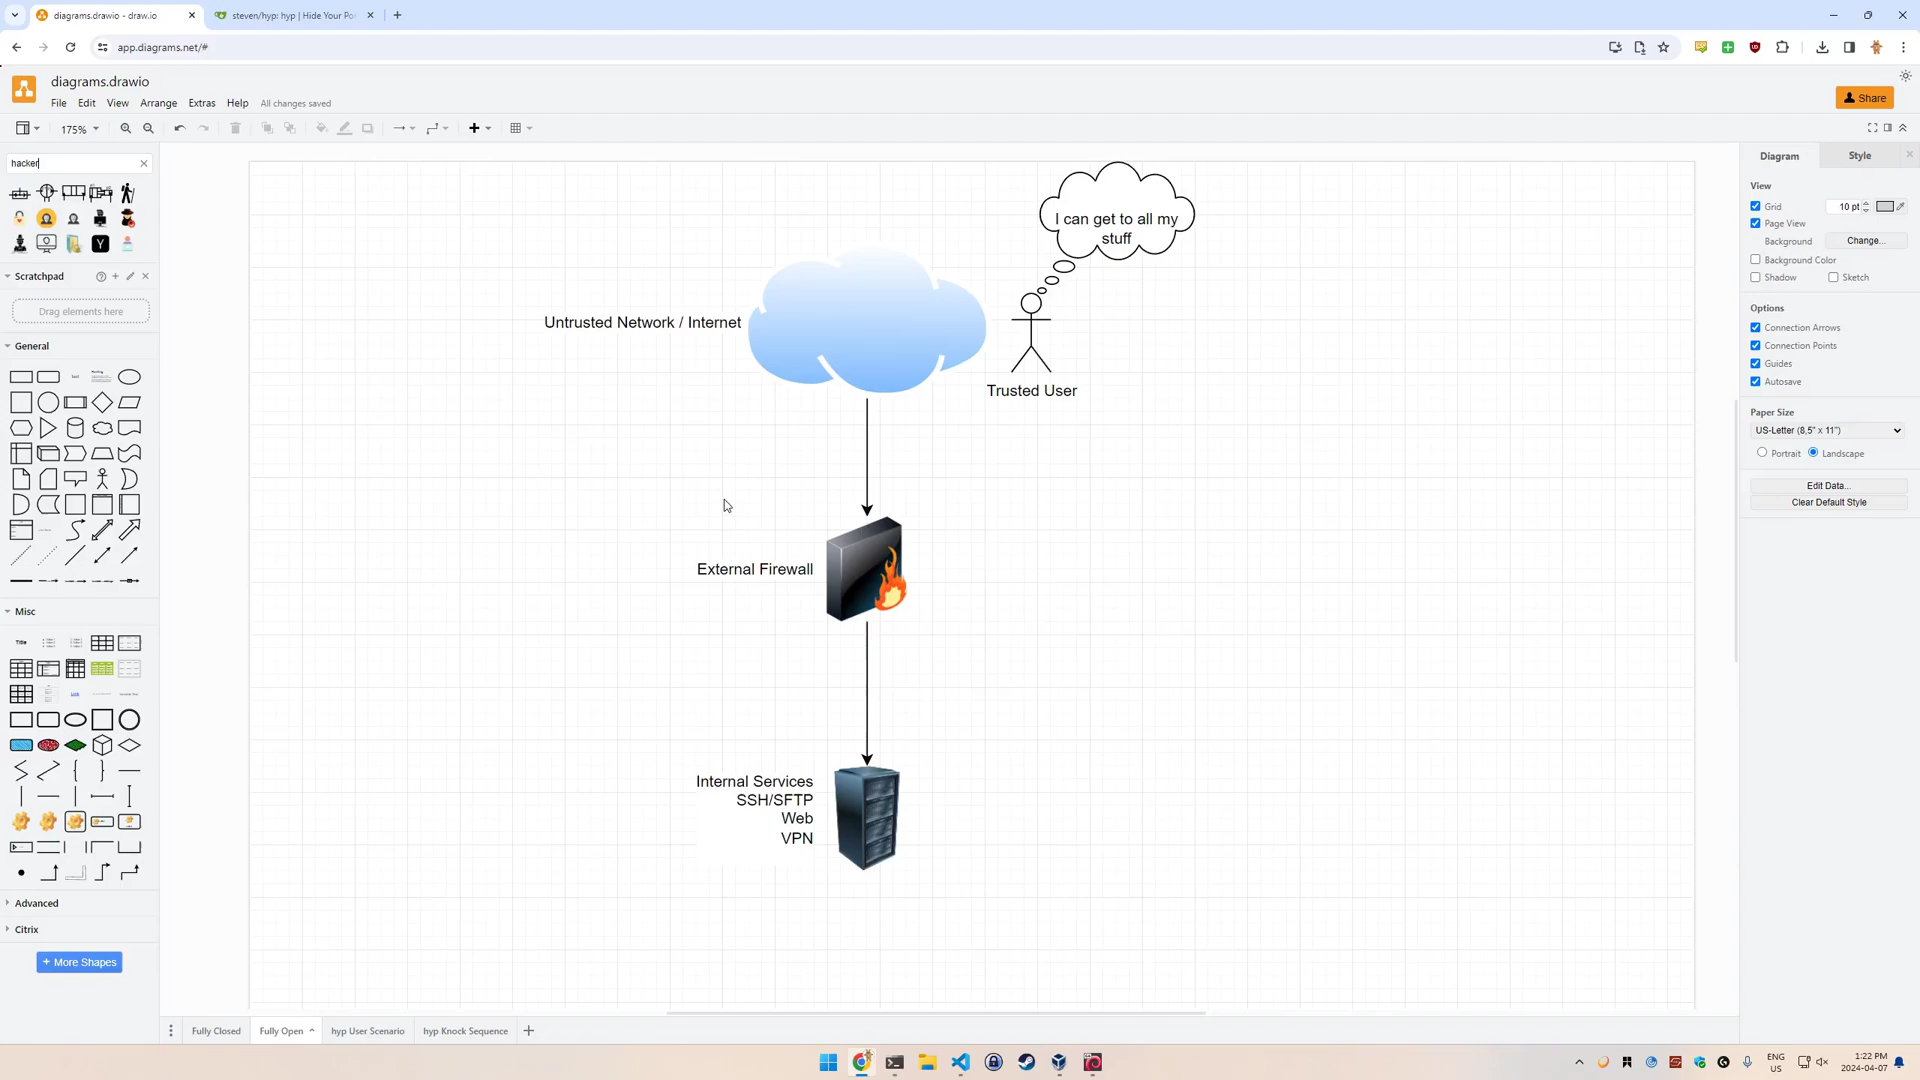 diagrams.drawio - draw.io
steven/hyp: hyp | Hide Your Po
app.diagrams.net/#
diagrams.drawio
File Edit View Arrange Extras Help All changes saved
Share
175%
hacker
Scratchpad
Drag elements here
General
Text
Misc
Title
Link
Advanced
Citrix
+ More Shapes
I can get to all my
stuff
Untrusted Network / Internet
Trusted User
External Firewall
Internal Services
SSH/SFTP
Web
VPN
Diagram Style
View
Grid 10 pt
Page View
Background Change...
Background Color
Shadow Sketch
Options
Connection Arrows
Connection Points
Guides
Autosave
Paper Size
US-Letter (8,5" x 11")
Portrait Landscape
Edit Data...
Clear Default Style
Fully Closed Fully Open hyp User Scenario hyp Knock Sequence
ENG
US
1:22 PM
2024-04-07